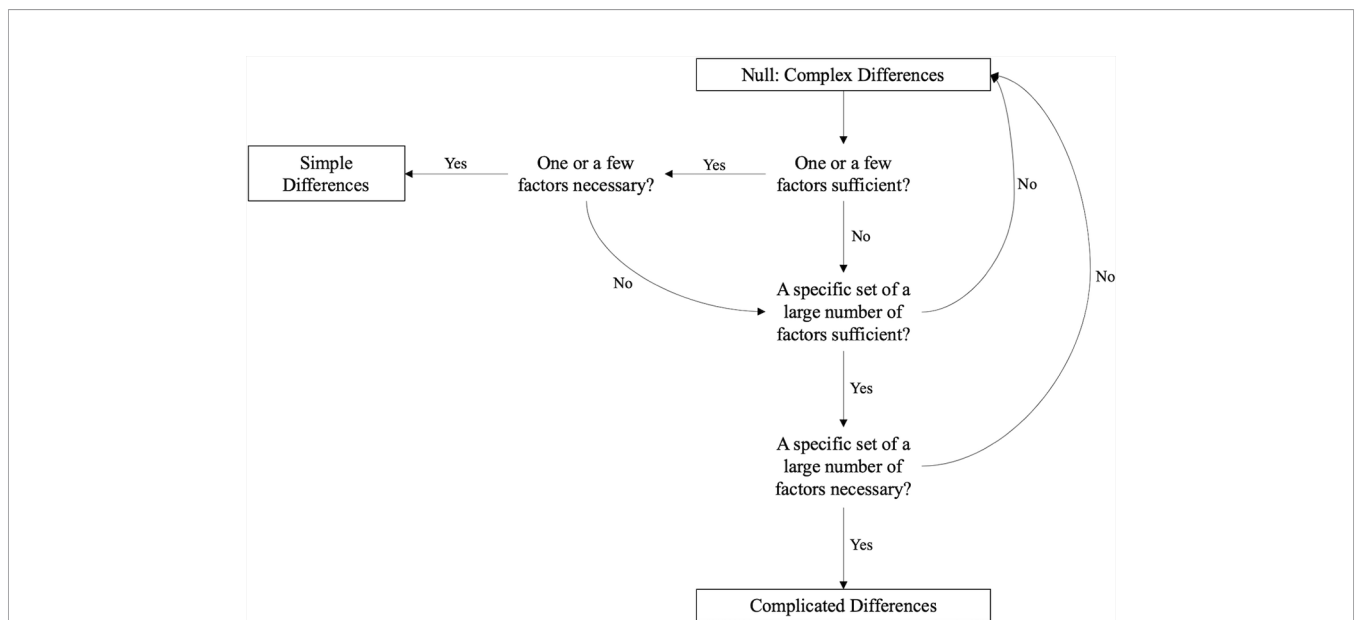 Null: Complex Differences
Simple
Differences
Yes
One or a few
factors necessary?
Yes
One or a few
factors sufficient?
No
No
No
A specific set of a
large number of
factors sufficient?
No
Yes
A specific set of a
large number of
factors necessary?
Yes
Complicated Differences